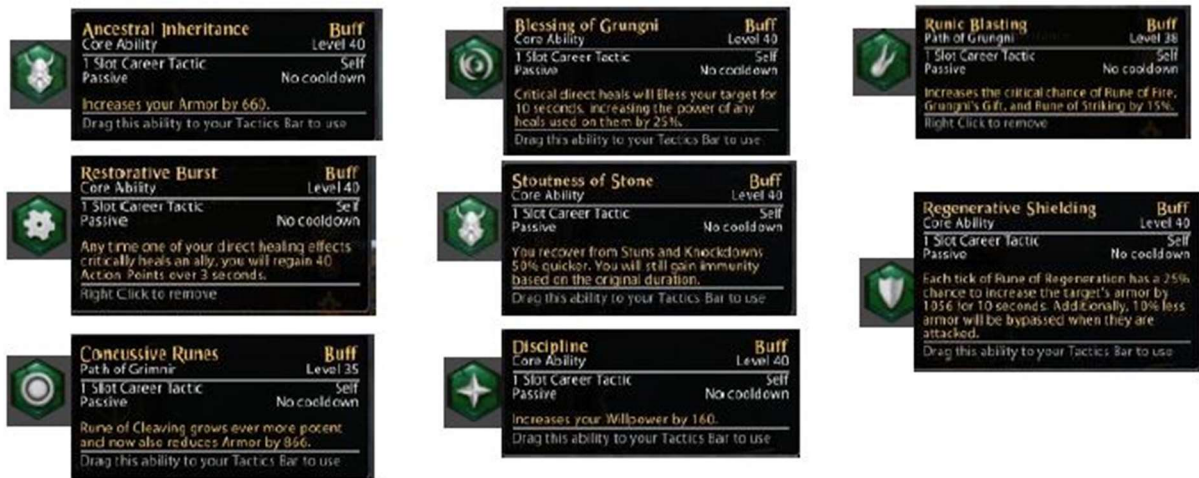 Ancestral Inheritance Buff
Core Ability Level 40
1 Slot Career Tactic Self
Passive No cooldown
Increases your Armor by 660.
Drag this ability to your Tactics Bar to use
Restorative Burst Buff
Core Ability Level 40
1 Slot Career Tactic Self
Passive No cooldown
Any time one of your direct healing effects
critically heals an ally, you will regain 40
Action Points over 3 seconds.
Right Click to remove
Concussive Runes Buff
Path of Grimnir Level 35
1 Slot Career Tactic Self
Passive No cooldown
Rune of Cleaving grows ever more potent
and now also reduces Armor by 866.
Drag this ability to your Tactics Bar to use
Blessing of Grungni Buff
Core Ability Level 40
1 Slot Career Tactic Self
Passive No cooldown
Critical direct heals will Bless your target for
10 seconds, increasing the power of any
heals used on them by 25%.
Drag this ability to your Tactics Bar to use
Stoutness of Stone Buff
Core Ability Level 40
1 Slot Career Tactic Self
Passive No cooldown
You recover from Stuns and Knockdowns
50% quicker. You will still gain immunity
based on the original duration.
Drag this ability to your Tactics Bar to use
Discipline Buff
Core Ability Level 40
1 Slot Career Tactic Self
Passive No cooldown
Increases your Willpower by 160.
Drag this ability to your Tactics Bar to use
Runic Blasting Buff
Path of Grungni Level 38
1 Slot Career Tactic Self
Passive No cooldown
Increases the critical chance of Rune of Fire,
Grungni's Gift, and Rune of Striking by 15%.
Right Click to remove
Regenerative Shielding Buff
Core Ability Level 40
1 Slot Career Tactic Self
Passive No cooldown
Each tick of Rune of Regeneration has a 25%
chance to increase the target's armor by
1056 for 10 seconds. Additionally, 10% less
armor will be bypassed when they are
attacked.
Drag this ability to your Tactics Bar to use